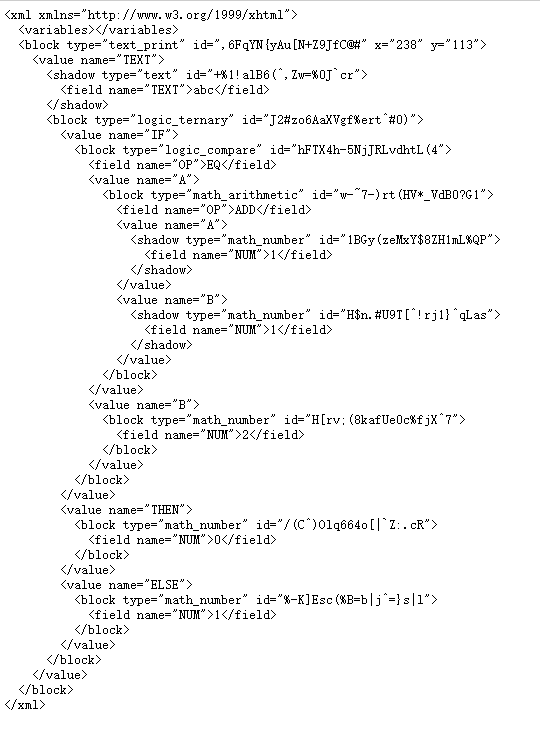 <xml xmlns="http://www.w3.org/1999/xhtml">
<variables></variables>
<block type="text_print" id=",6FqYN{yAu[N+Z9JfC@#" x="238" y="113">
<value name="TEXT">
<shadow type="text" id="+%1!alB6(^,Zw=%0J`cr">
<field name="TEXT">abc</field>
</shadow>
<block type="logic_ternary" id="J2#zo6AaXVgf%ert^#0)">
<value name="IF">
<block type="logic_compare" id="hFTX4h-5NjJRLvdhtL(4">
<field name="OP">EQ</field>
<value name="A">
<block type="math_arithmetic" id="w-~7-)rt(HV*_VdB0?G1">
<field name="OP">ADD</field>
<value name="A">
<shadow type="math_number" id="1BGy(zeMxY$8ZH1mL%QP">
<field name="NUM">1</field>
</shadow>
</value>
<value name="B">
<shadow type="math_number" id="H$n.#U9T[^!rj1}^qLas">
<field name="NUM">1</field>
</shadow>
</value>
</block>
</value>
<value name="B">
<block type="math_number" id="H[rv;(8kafUe0c%fjX^7">
<field name="NUM">2</field>
</block>
</value>
</block>
</value>
<value name="THEN">
<block type="math_number" id="/(C^)Olq664o[|`Z:.cR">
<field name="NUM">0</field>
</block>
</value>
<value name="ELSE">
<block type="math_number" id="%-K]Esc(%B=b|j^=}s|l">
<field name="NUM">1</field>
</block>
</value>
</block>
</value>
</block>
</xml>